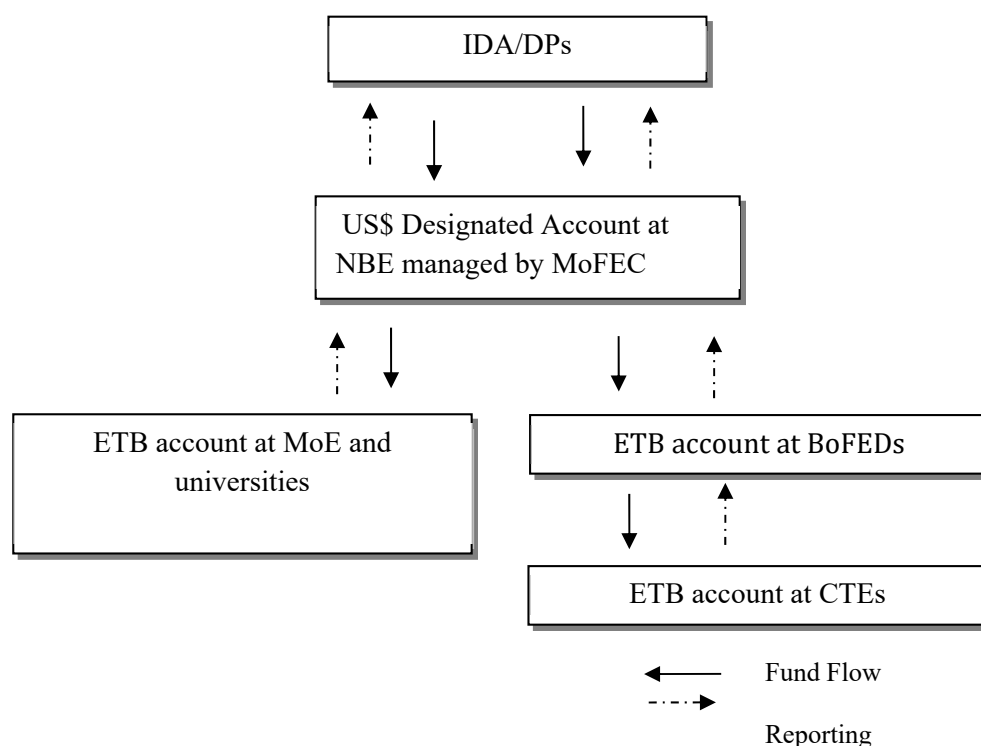 IDA/DPs
US$ Designated Account at
NBE managed by MoFEC
ETB account at MoE and
universities
ETB account at BoFEDs
ETB account at CTEs
Fund Flow
Reporting